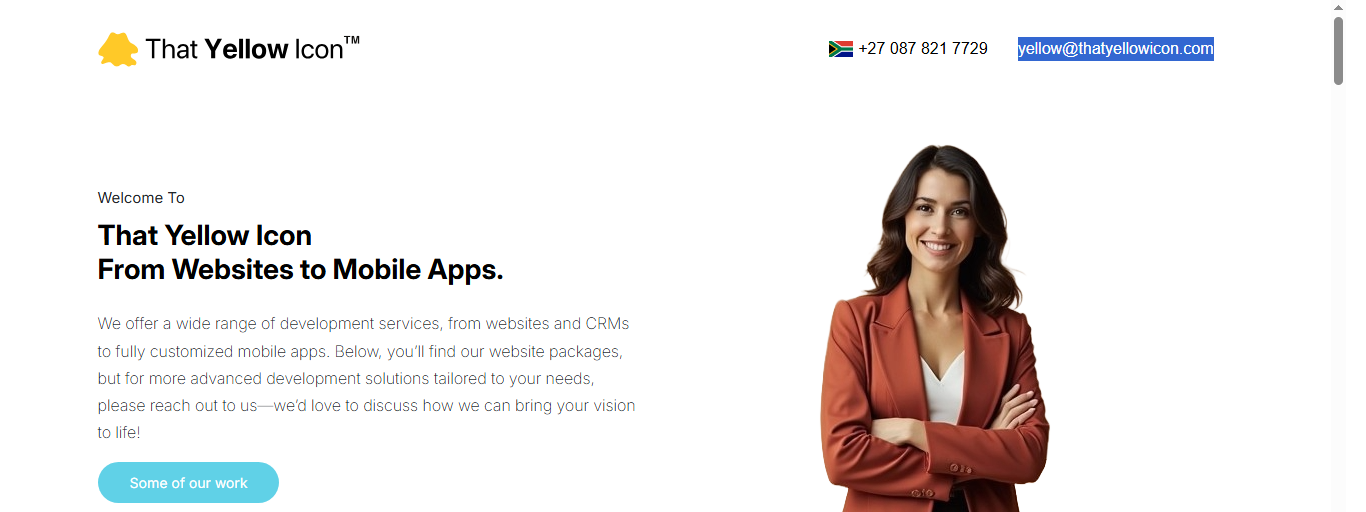 That Yellow Icon™
+27 087 821 7729
yellow@thatyellowicon.com
Welcome To
That Yellow Icon
From Websites to Mobile Apps.
We offer a wide range of development services, from websites and CRMs
to fully customized mobile apps. Below, you’ll find our website packages,
but for more advanced development solutions tailored to your needs,
please reach out to us—we’d love to discuss how we can bring your vision
to life!
Some of our work